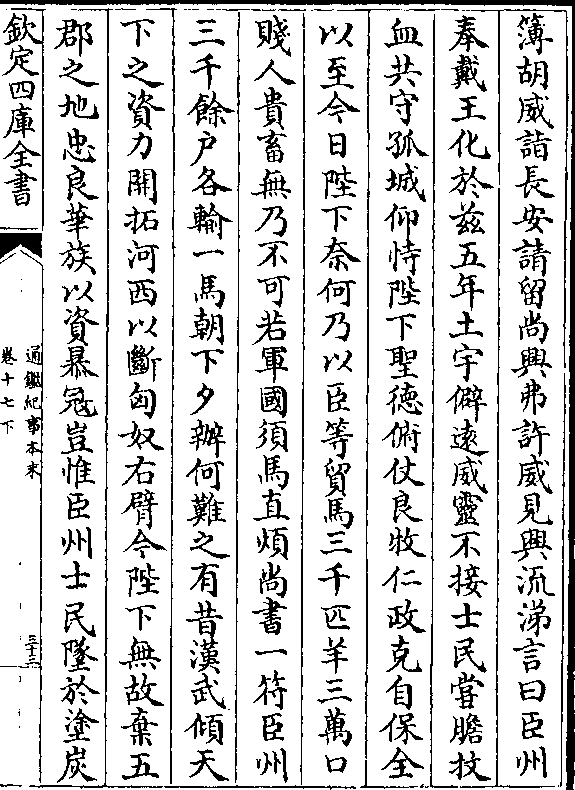 簿胡威詣長安請留尚興弗許威見興流涕言曰臣州
奉戴王化於兹五年土宇僻遠威靈不接士民嘗膽抆
血共守孤城仰恃陛下聖徳俯仗良牧仁政克自保全
以至今日陛下奈何乃以臣等貿馬三千匹羊三萬口
賤人貴畜無乃不可若軍國須馬直煩尚書一符臣州
三千餘户各輸一馬朝下夕辦何難之有昔漢武傾天
下之資力開拓河西以斷匈奴右臂今陛下無故棄五
郡之地忠良華族以資暴冦豈惟臣州士民墜於塗炭
欽定四庫全書
通鑑紀事本末
卷十七下
三十三